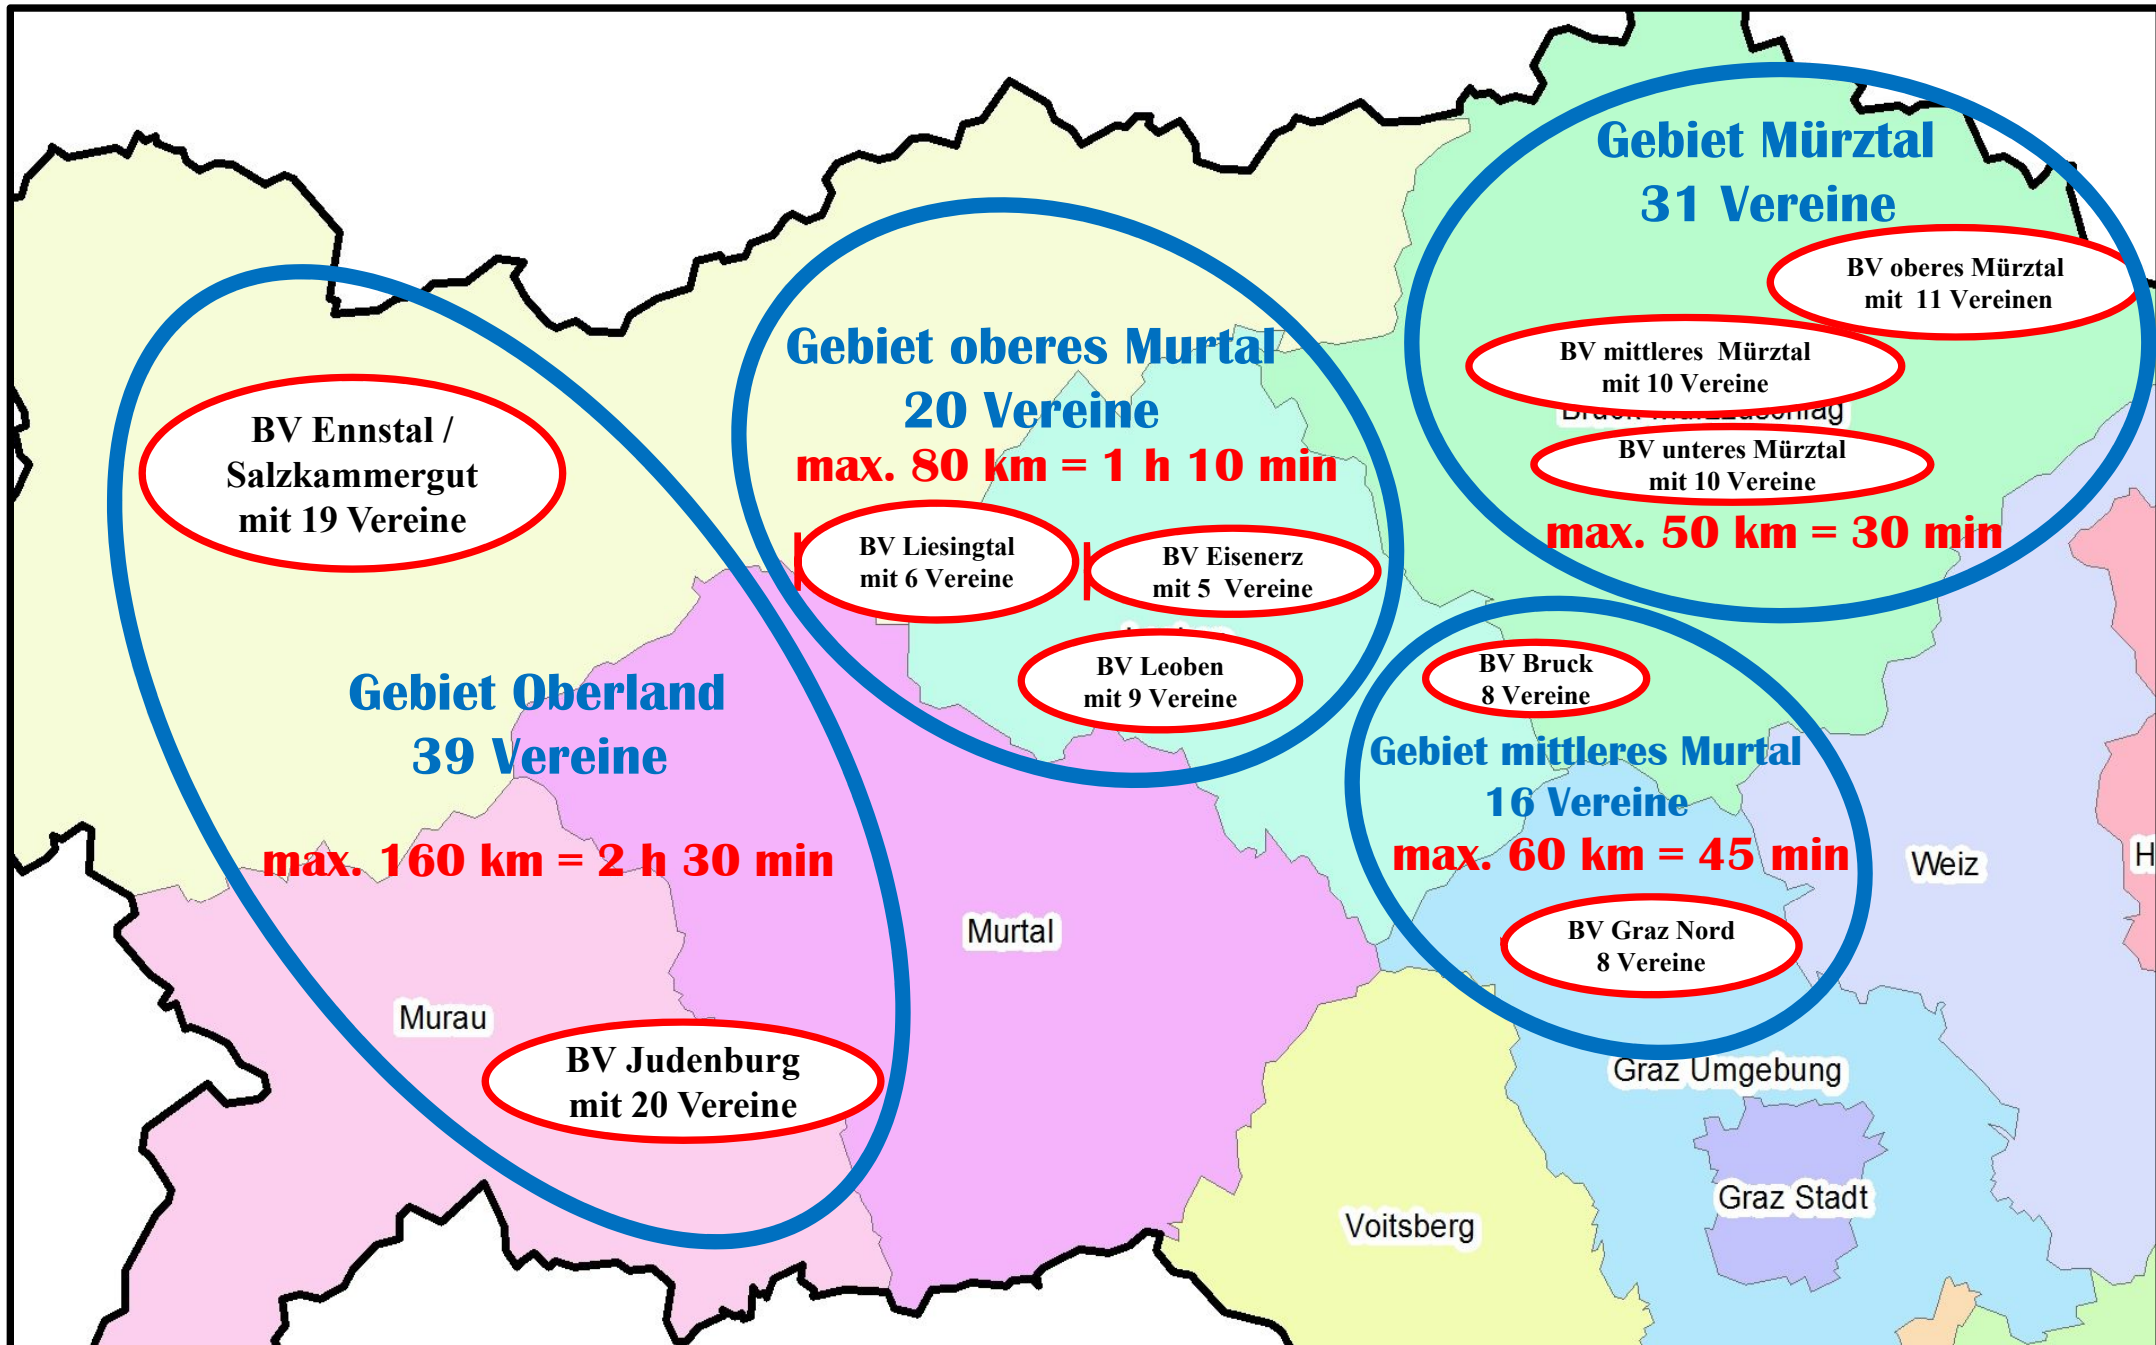 Gebiet Mürztal
31 Vereine
BV oberes Mürztal
mit 11 Vereinen
BV mittleres Mürztal
mit 10 Vereine
BV unteres Mürztal
mit 10 Vereine
max. 50 km = 30 min
Gebiet oberes Murtal
20 Vereine
max. 80 km = 1 h 10 min
BV Liesingtal
mit 6 Vereine
BV Eisenerz
mit 5 Vereine
BV Leoben
mit 9 Vereine
BV Ennstal /
Salzkammergut
mit 19 Vereine
Gebiet Oberland
39 Vereine
max. 160 km = 2 h 30 min
BV Judenburg
mit 20 Vereine
BV Bruck
8 Vereine
Gebiet mittleres Murtal
16 Vereine
max. 60 km = 45 min
BV Graz Nord
8 Vereine
Weiz
H
Murtal
Murau
Graz Umgebung
Graz Stadt
Voitsberg